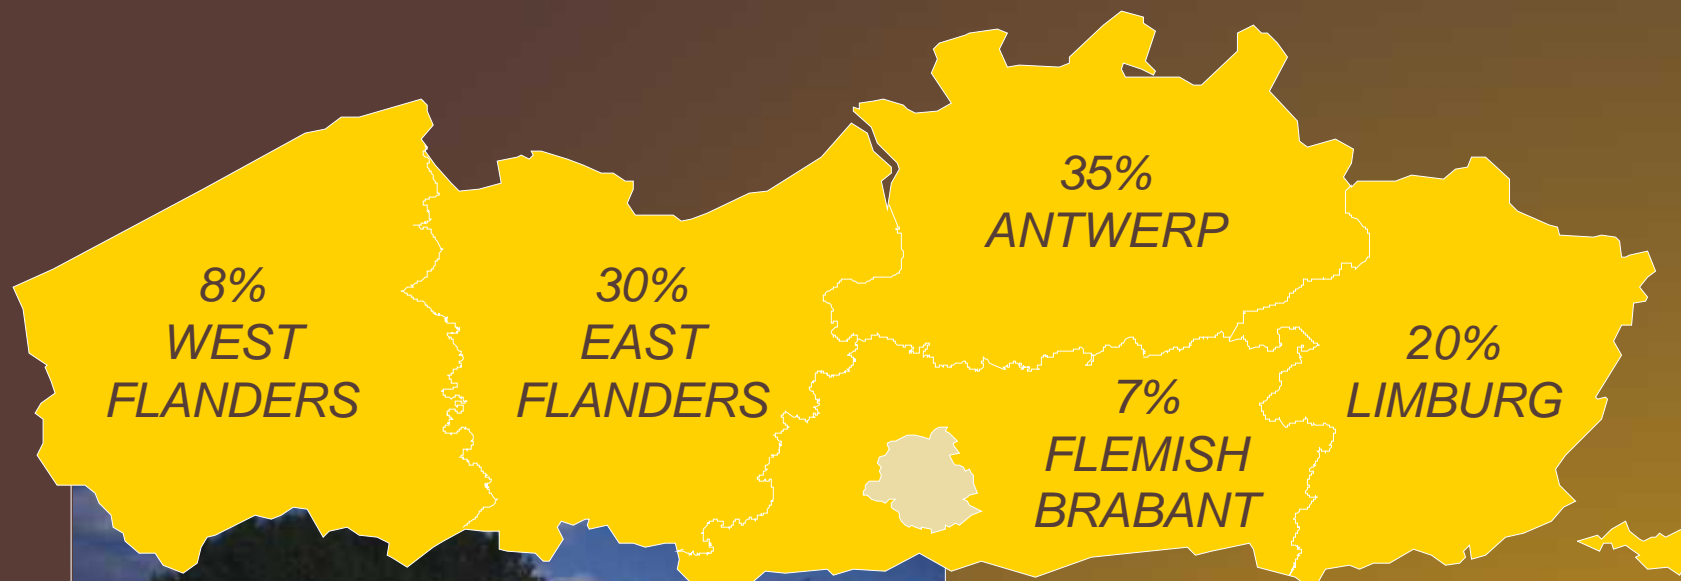 35%
ANTWERP
8%
WEST
FLANDERS
30%
EAST
FLANDERS
20%
LIMBURG
7%
FLEMISH
BRABANT